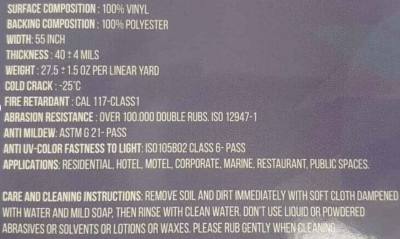 SURFACE COMPOSITION : 100% VINYL
BACKING COMPOSITION : 100% POLYESTER
WIDTH: 55 INCH
THICKNESS : 40 ± 4 MILS
WEIGHT : 27.5 ± 1.5 OZ PER LINEAR YARD
COLD CRACK : -25°C
FIRE RETARDANT : CAL 117-CLASS1
ABRASION RESISTANCE : OVER 100.000 DOUBLE RUBS. ISO 12947-1
ANTI MILDEW: ASTM G 21- PASS
ANTI UV-COLOR FASTNESS TO LIGHT: ISO105B02 CLASS 6- PASS
APPLICATIONS: RESIDENTIAL, HOTEL, MOTEL, CORPORATE, MARINE, RESTAURANT, PUBLIC SPACES.
CARE AND CLEANING INSTRUCTIONS: REMOVE SOIL AND DIRT IMMEDIATELY WITH SOFT CLOTH DAMPENED
WITH WATER AND MILD SOAP, THEN RINSE WITH CLEAN WATER. DON'T USE LIQUID OR POWDERED
ABRASIVES OR SOLVENTS OR LOTIONS OR WAXES. PLEASE RUB GENTLY WHEN CLEANING